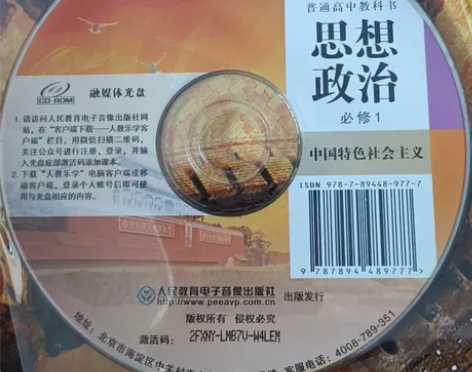 普通高中教科书
思想
政治
必修1
中国特色社会主义
CD-ROM
融媒体光盘
1. 请访问人民教育电子音像出版社网
站，在“客户端下载——人教乐学客
户端”栏目，用微信扫描二维码，
关注公众号进行注册、登录，并输
入光盘底部激活码添加课本。
2. 下载“人教乐学”电脑客户端或移
动客户端，登录个人账号后即可使
用与光盘相应的内容。
ISBN 978-7-89448-977-7
9 787894 489777 >
人民教育电子音像出版社
http://www.peeavp.com.cn
出版发行
版权所有 侵权必究
激活码： 2FXNY-LMB7V-W4LEM
客服电话：4008-789-351
地址：北京市海淀区中关村